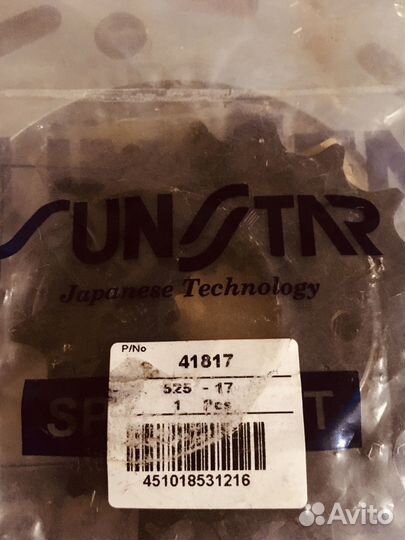 SUNSTAR
Japanese Technology
P/No
41817
525 - 17
1 Pcs
451018531216
Avito